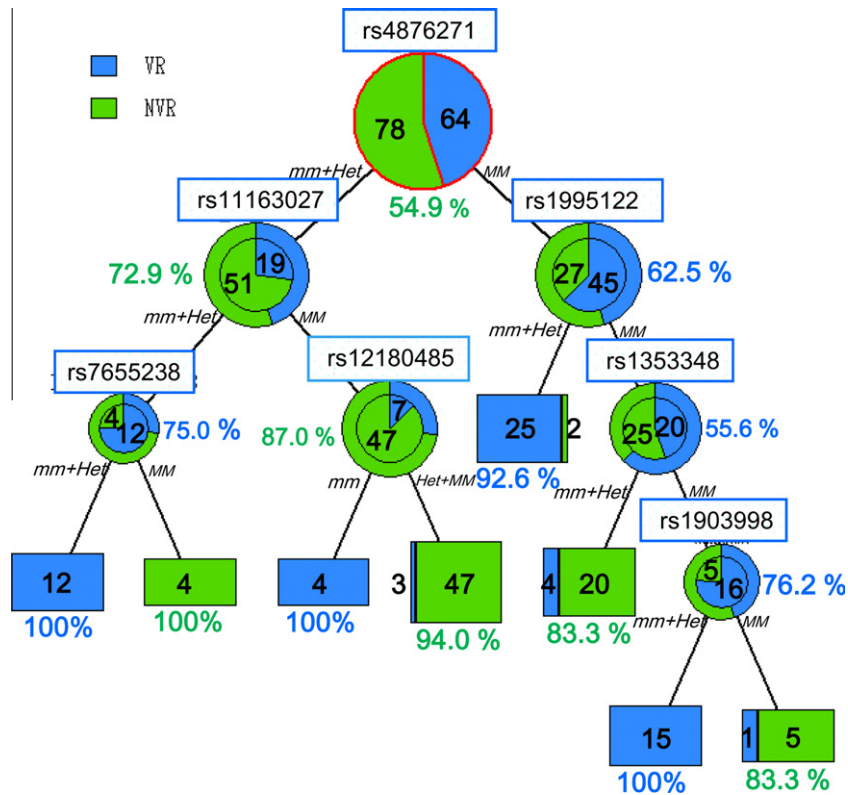 rs4876271
VR
NVR
78
64
mm+Het
MM
54.9 %
rs11163027
rs1995122
72.9 %
19
51
27
45
62.5 %
mm+Het
MM
mm+Het
MM
rs7655238
rs12180485
rs1353348
4
12
75.0 %
87.0 %
7
47
25
2
92.6 %
25
20
55.6 %
mm+Het
MM
mm
Het+MM
mm+Het
MM
rs1903998
12
100%
4
100%
4
100%
3
47
94.0 %
4
20
83.3 %
5
16
76.2 %
mm+Het
MM
15
100%
1
5
83.3 %